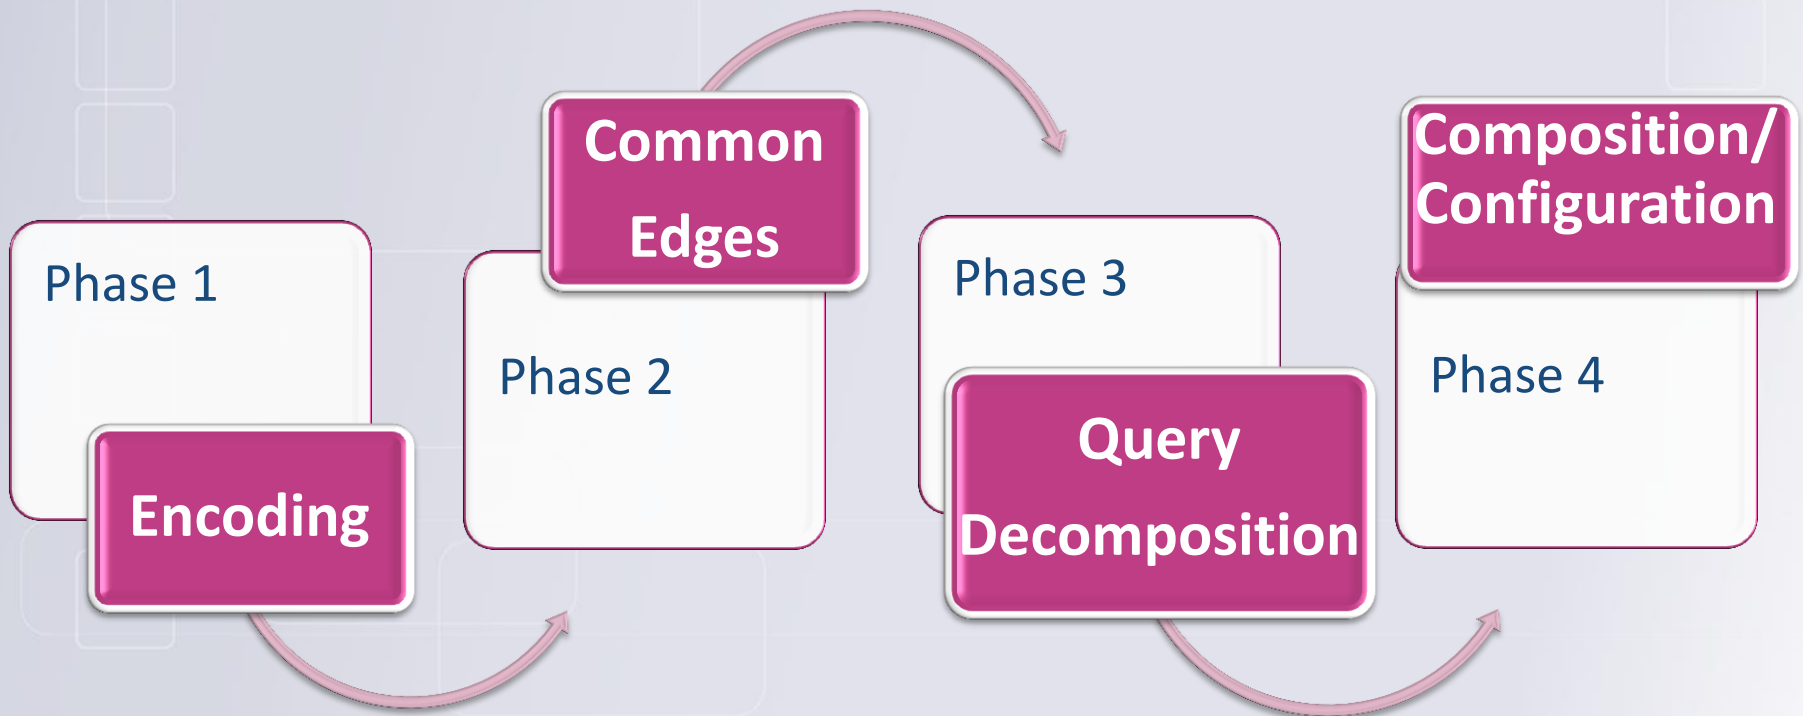 Phase 1
Encoding
Common
Edges
Phase 2
Phase 3
Query
Decomposition
Composition/
Configuration
Phase 4